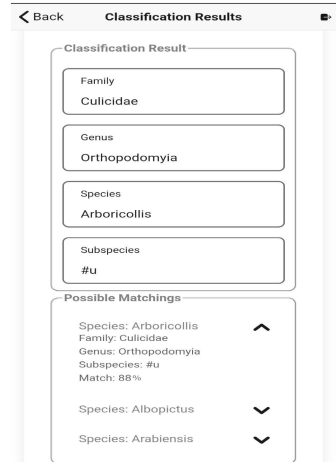 Back
Classification Results
Classification Result
Family
Culicidae
Genus
Orthopodomyia
Species
Arboricollis
Subspecies
#u
Possible Matchings
Species: Arboricollis
Family: Culicidae
Genus: Orthopodomyia
Subspecies: #u
Match: 88%
Species: Albopictus
Species: Arabiensis